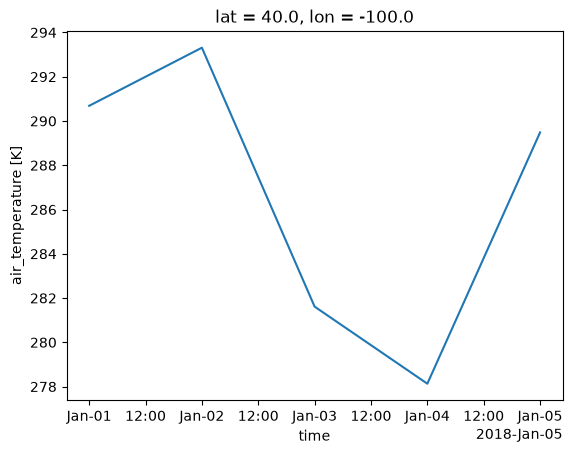 lat = 40.0, lon = -100.0
air_temperature [K]
294
292
290
288
286
284
282
280
278
Jan-01 12:00 Jan-02 12:00 Jan-03 12:00 Jan-04 12:00 Jan-05
time
2018-Jan-05